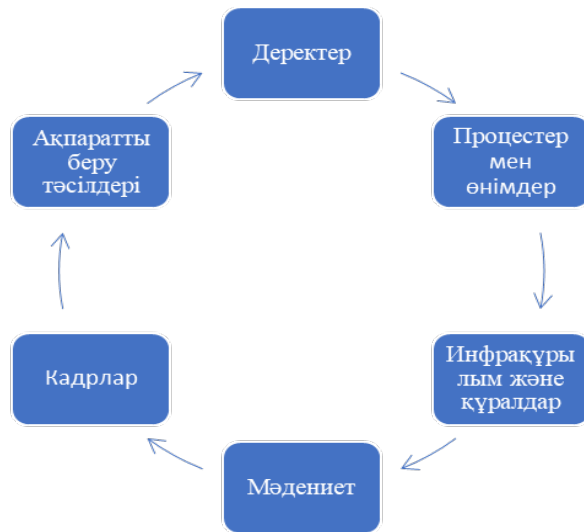 Деректер
Процестер
мен
өнімдер
Инфрақұры
лым және
құралдар
Мәдениет
Кадрлар
Ақпаратты
беру
тәсілдері